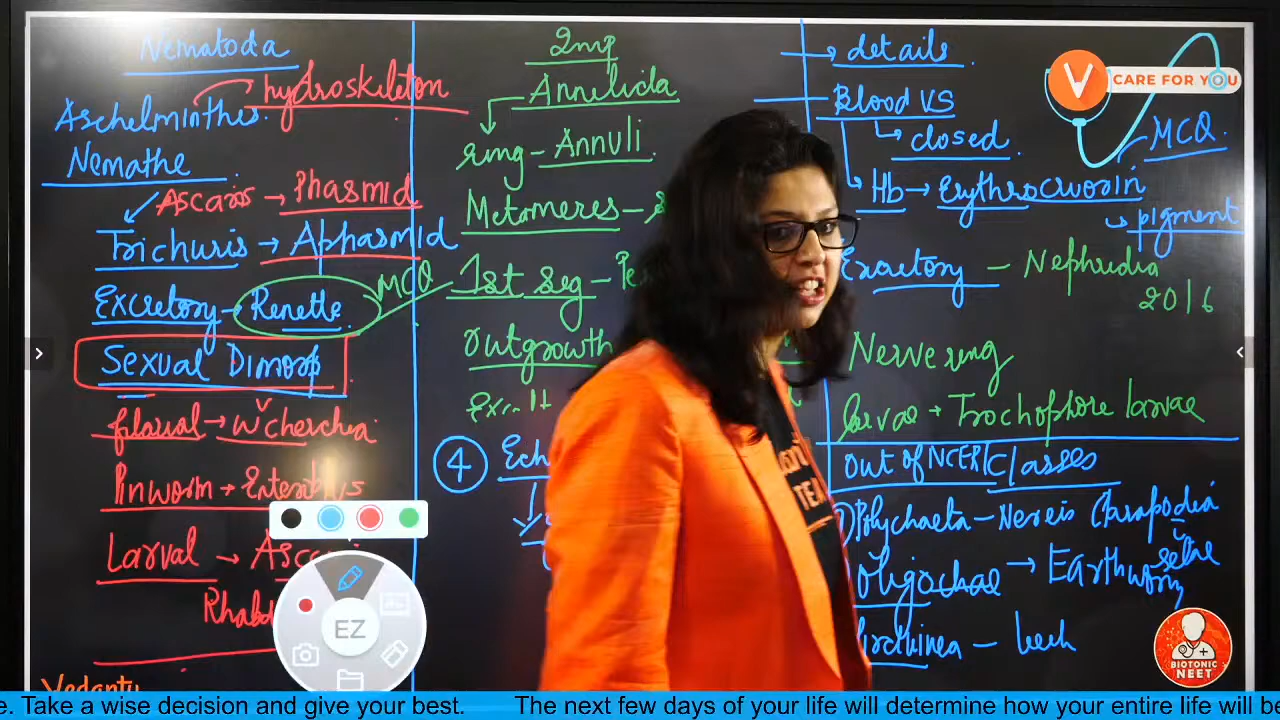 Nematoda
hydroskeleton
Aschelminthes.
Nemathe
Ascaris → Phasmid
Trichuris → Aphasmid
Excretory → Renette
MCQ
Sexual Dimorp
filarial → Wucherchia
Pinworm →
Larval →
Vedantu
2mp
Annelida
ring - Annuli
Metameres -
1st seg -
outgrowth
4
→ details
Blood VS
→ closed
MCQ
Hb → Erythrocruorin
→ pigment
Excretory - Nephridia
2016
Nerve ring
larvae → Trochophore larvae
Out of NCERT Classes
1) Polychaeta - Nereis Parapodia
setae
Oligochae → Earthworm
- leech
V
CARE FOR YOU
EZ
BIOTONIC
NEET
e. Take a wise decision and give your best. The next few days of your life will determine how your entire life will be